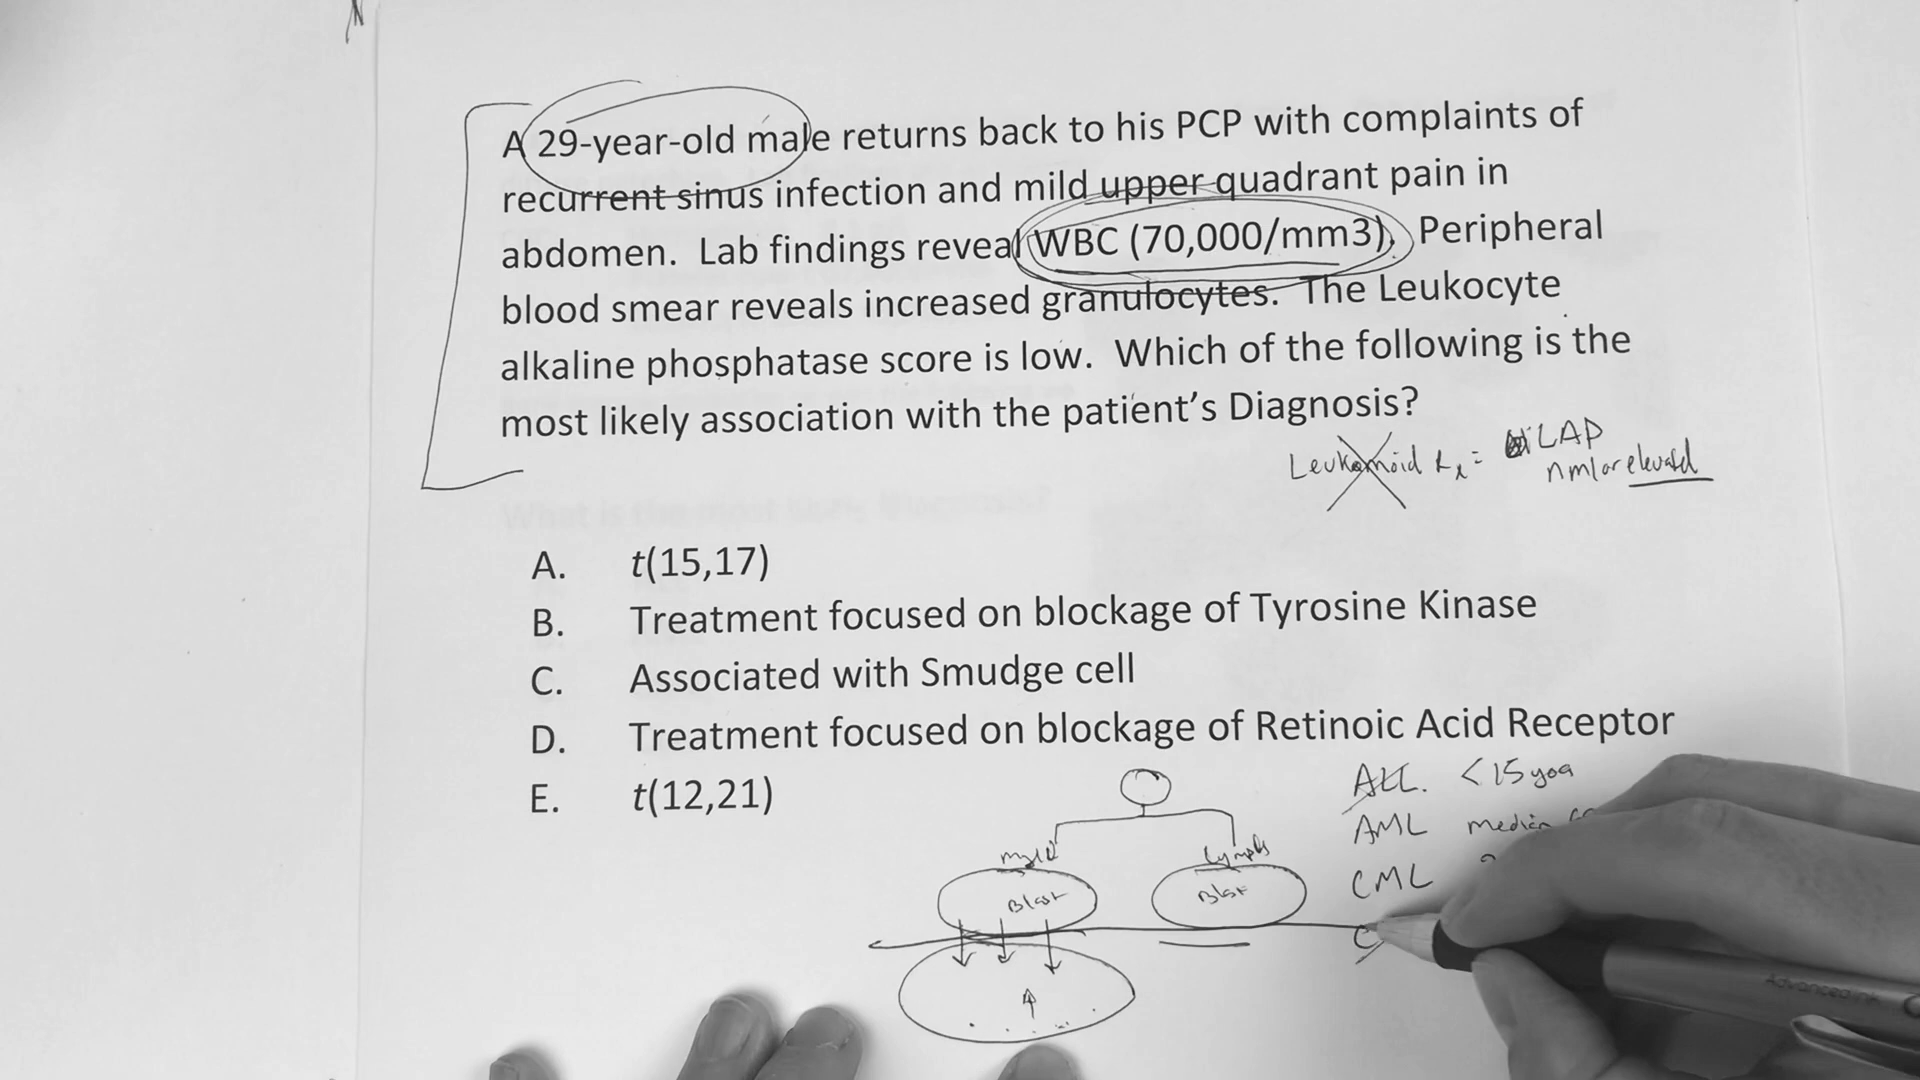 A 29-year-old male returns back to his PCP with complaints of
recurrent sinus infection and mild upper quadrant pain in
abdomen. Lab findings reveal WBC (70,000/mm3). Peripheral
blood smear reveals increased granulocytes. The Leukocyte
alkaline phosphatase score is low. Which of the following is the
most likely association with the patient's Diagnosis?
Leukemoid Rx = LAP
nml or elevated
A. t(15,17)
B. Treatment focused on blockage of Tyrosine Kinase
C. Associated with Smudge cell
D. Treatment focused on blockage of Retinoic Acid Receptor
E. t(12,21)
ALL. <15 yoa
AML median
CML
Lymph
Blast
Blast